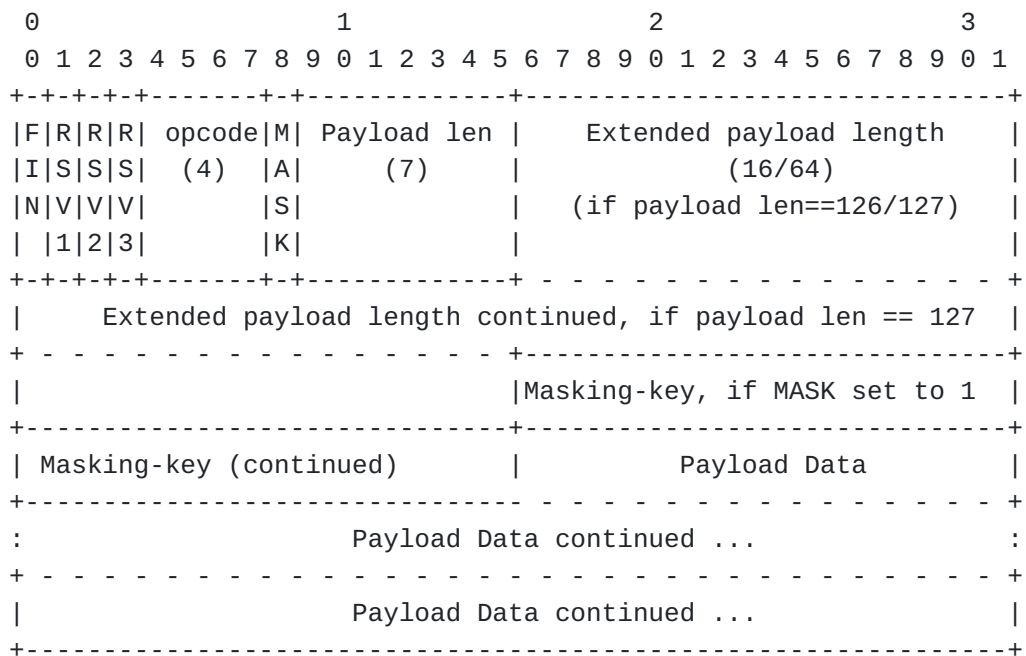 0                   1                   2                   3
 0 1 2 3 4 5 6 7 8 9 0 1 2 3 4 5 6 7 8 9 0 1 2 3 4 5 6 7 8 9 0 1
+-+-+-+-+-------+-+-------------+-------------------------------+
|F|R|R|R| opcode|M| Payload len |    Extended payload length    |
|I|S|S|S|  (4)  |A|     (7)     |             (16/64)           |
|N|V|V|V|       |S|             |   (if payload len==126/127)   |
| |1|2|3|       |K|             |                               |
+-+-+-+-+-------+-+-------------+ - - - - - - - - - - - - - - - +
|     Extended payload length continued, if payload len == 127  |
+ - - - - - - - - - - - - - - - +-------------------------------+
|                               |Masking-key, if MASK set to 1  |
+-------------------------------+-------------------------------+
| Masking-key (continued)       |          Payload Data         |
+-------------------------------- - - - - - - - - - - - - - - - +
:                     Payload Data continued ...                :
+ - - - - - - - - - - - - - - - - - - - - - - - - - - - - - - - +
|                     Payload Data continued ...                |
+---------------------------------------------------------------+